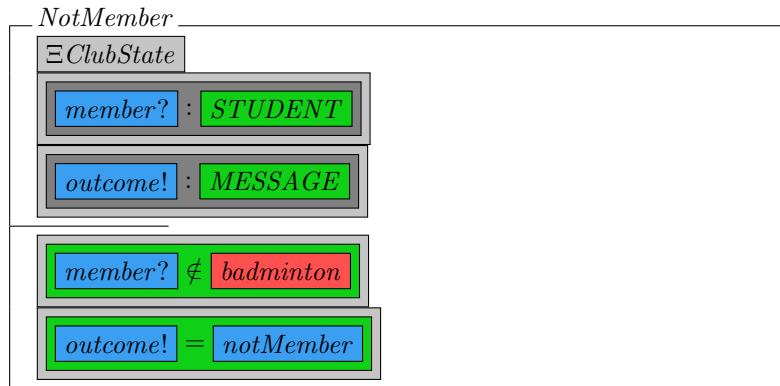 NotMember
ΞClubState
member? : STUDENT
outcome! : MESSAGE
member? ∉ badminton
outcome! = notMember